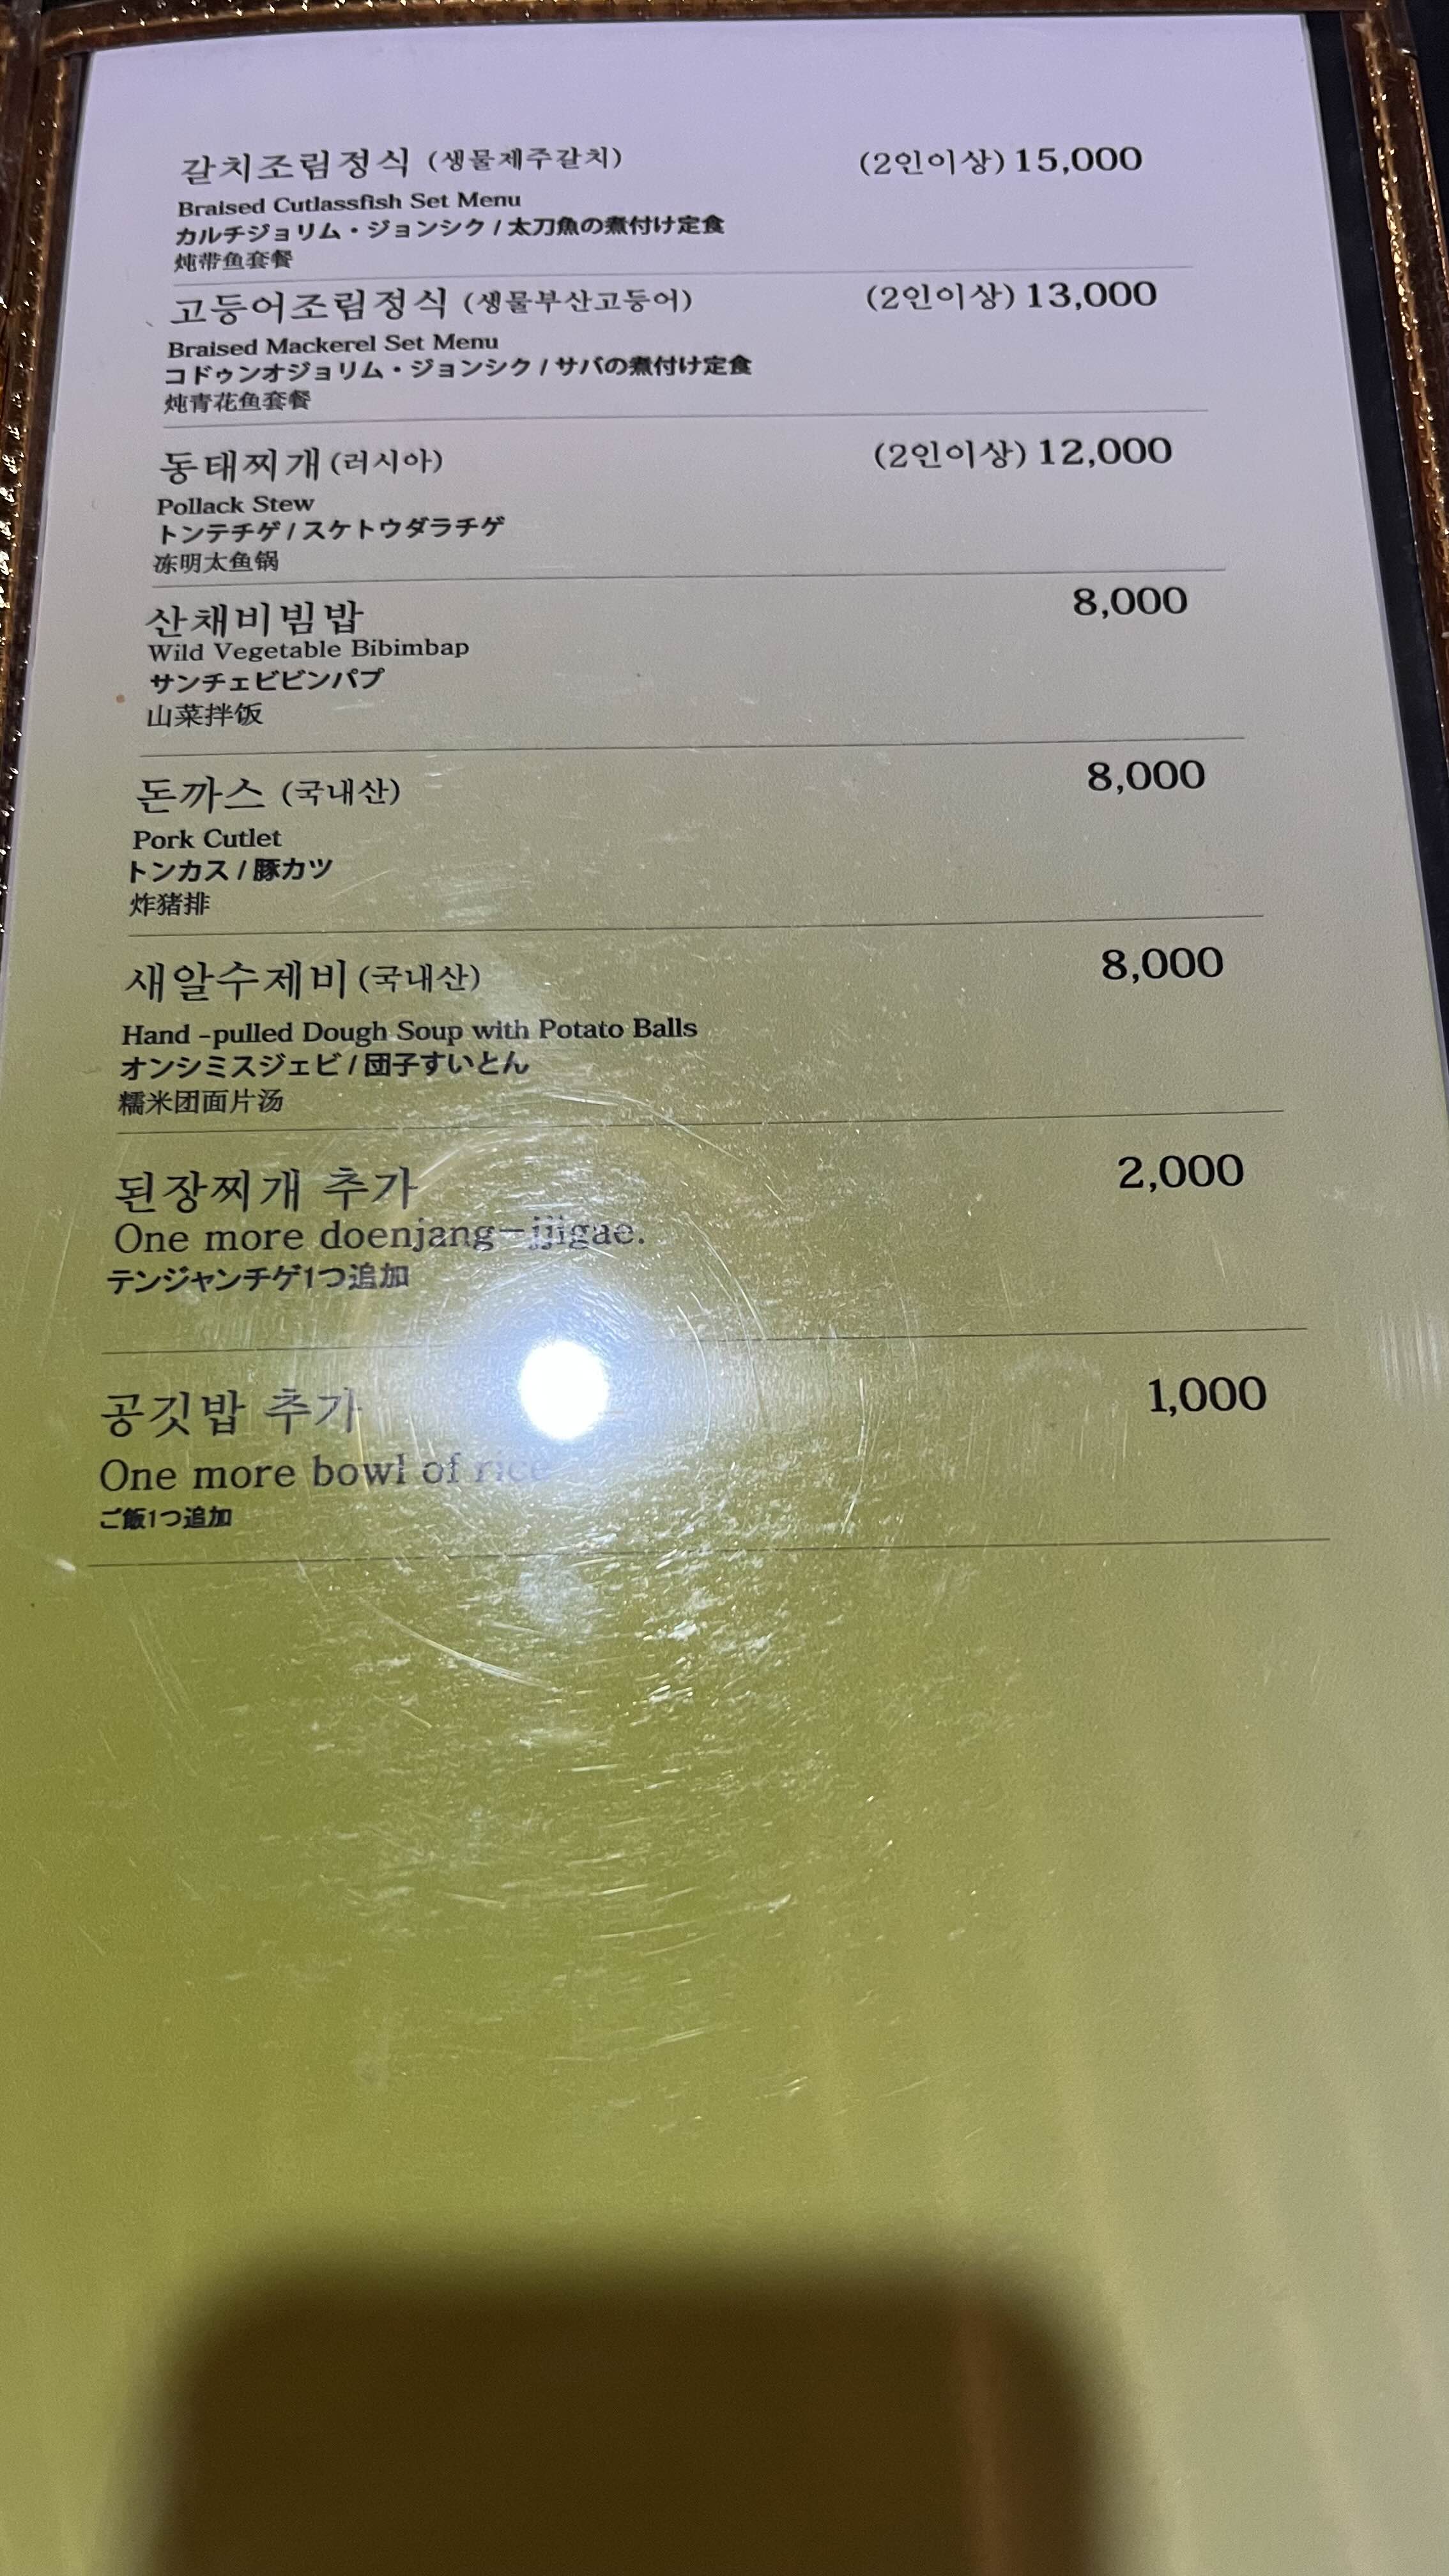 갈치조림정식 (생물제주갈치) (2인이상) 15,000
Braised Cutlassfish Set Menu
カルチジョリム・ジョンシク / 太刀魚の煮付け定食
炖带鱼套餐
고등어조림정식 (생물부산고등어) (2인이상) 13,000
Braised Mackerel Set Menu
コドゥンオジョリム・ジョンシク / サバの煮付け定食
炖青花鱼套餐
동태찌개 (러시아) (2인이상) 12,000
Pollack Stew
トンテチゲ / スケトウダラチゲ
冻明太鱼锅
산채비빔밥 8,000
Wild Vegetable Bibimbap
サンチェビビンパプ
山菜拌饭
돈까스 (국내산) 8,000
Pork Cutlet
トンカス / 豚カツ
炸猪排
새알수제비 (국내산) 8,000
Hand -pulled Dough Soup with Potato Balls
オンシミスジェビ / 団子すいとん
糯米团面片汤
된장찌개 추가 2,000
One more doenjang-jjigae.
テンジャンチゲ1つ追加
공깃밥 추가 1,000
One more bowl of rice
ご飯1つ追加